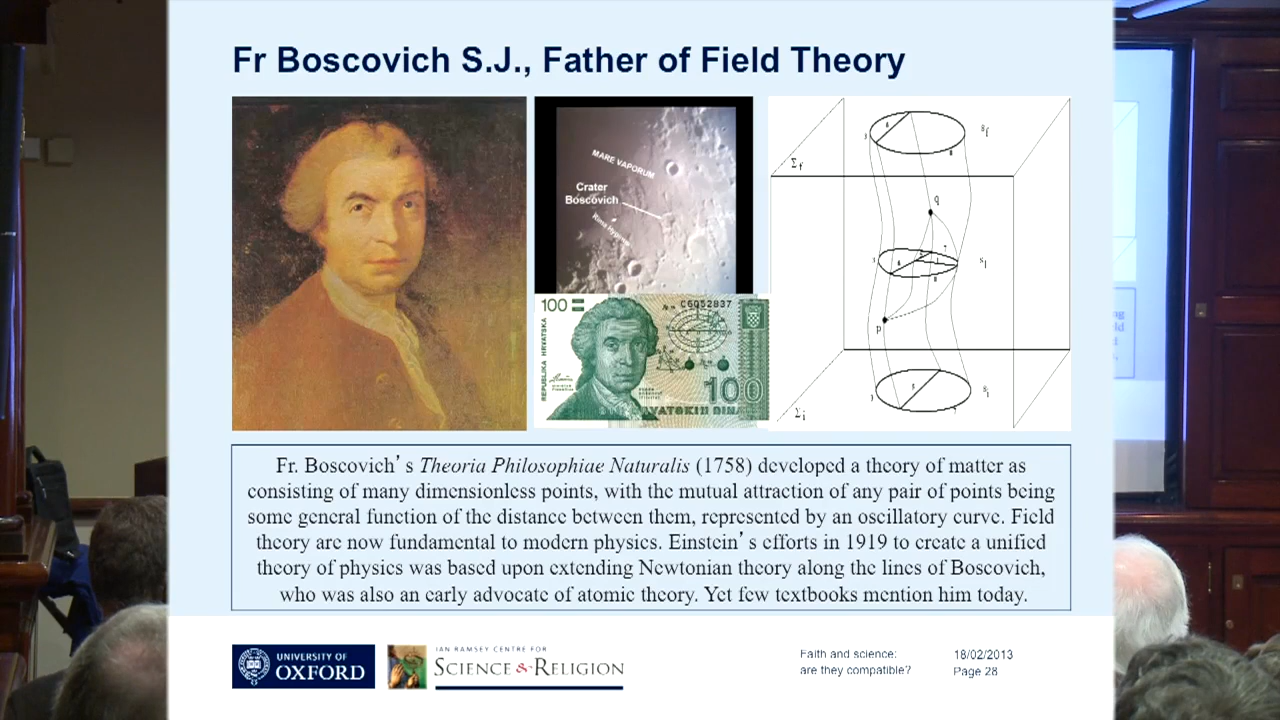 Fr Boscovich S.J., Father of Field Theory
MARE VAPORUM
Crater
Boscovich
Rima Hyginus
100
C6052837
REPUBLIKA HRVATSKA
100
Σf
Sf
q
p
Σi
Si
Fr. Boscovich's Theoria Philosophiae Naturalis (1758) developed a theory of matter as
consisting of many dimensionless points, with the mutual attraction of any pair of points being
some general function of the distance between them, represented by an oscillatory curve. Field
theory are now fundamental to modern physics. Einstein's efforts in 1919 to create a unified
theory of physics was based upon extending Newtonian theory along the lines of Boscovich,
who was also an early advocate of atomic theory. Yet few textbooks mention him today.
UNIVERSITY OF
OXFORD
IAN RAMSEY CENTRE FOR
SCIENCE & RELIGION
Faith and science:
are they compatible?
18/02/2013
Page 28